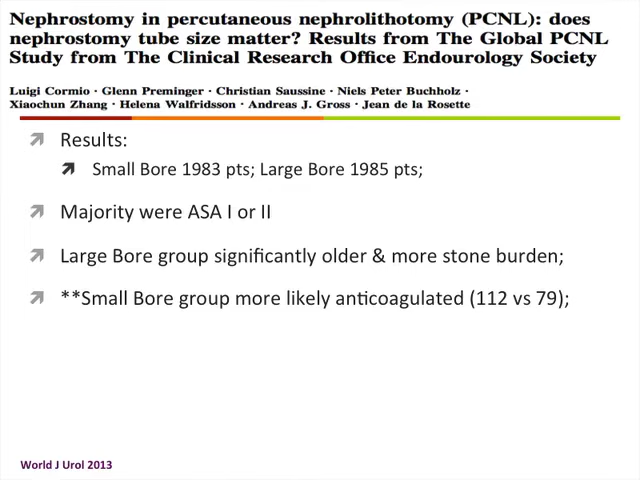 Nephrostomy in percutaneous nephrolithotomy (PCNL): does
nephrostomy tube size matter? Results from The Global PCNL
Study from The Clinical Research Office Endourology Society
Luigi Cormio · Glenn Preminger · Christian Saussine · Niels Peter Buchholz ·
Xiaochun Zhang · Helena Walfridsson · Andreas J. Gross · Jean de la Rosette
Results:
Small Bore 1983 pts; Large Bore 1985 pts;
Majority were ASA I or II
Large Bore group significantly older & more stone burden;
**Small Bore group more likely anticoagulated (112 vs 79);
World J Urol 2013